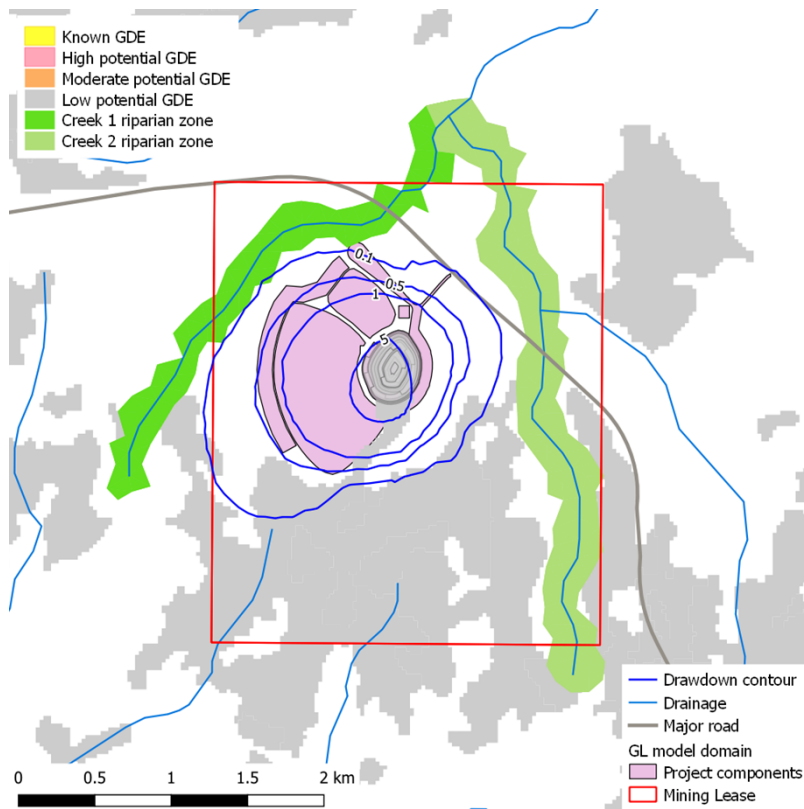 Known GDE
High potential GDE
Moderate potential GDE
Low potential GDE
Creek 1 riparian zone
Creek 2 riparian zone
0.1
0.5
1
5
Drawdown contour
Drainage
Major road
GL model domain
Project components
Mining Lease
0 0.5 1 1.5 2 km